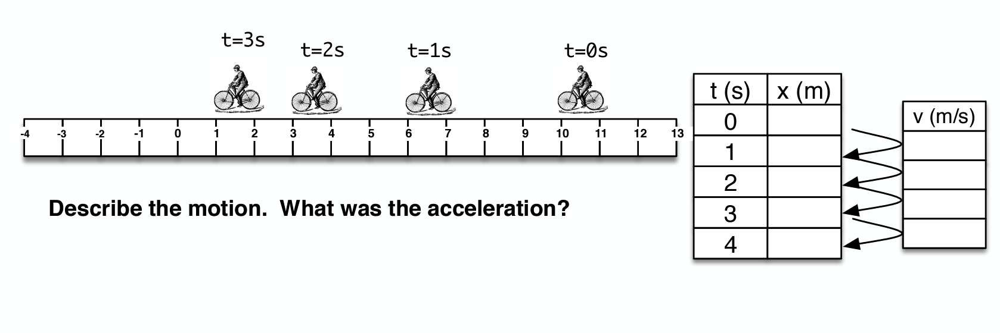 t=3s t=2s t=1s t=0s
-4 -3 -2 -1 0 1 2 3 4 5 6 7 8 9 10 11 12 13
Describe the motion.  What was the acceleration?
t (s) x (m)
0
1
2
3
4
v (m/s)